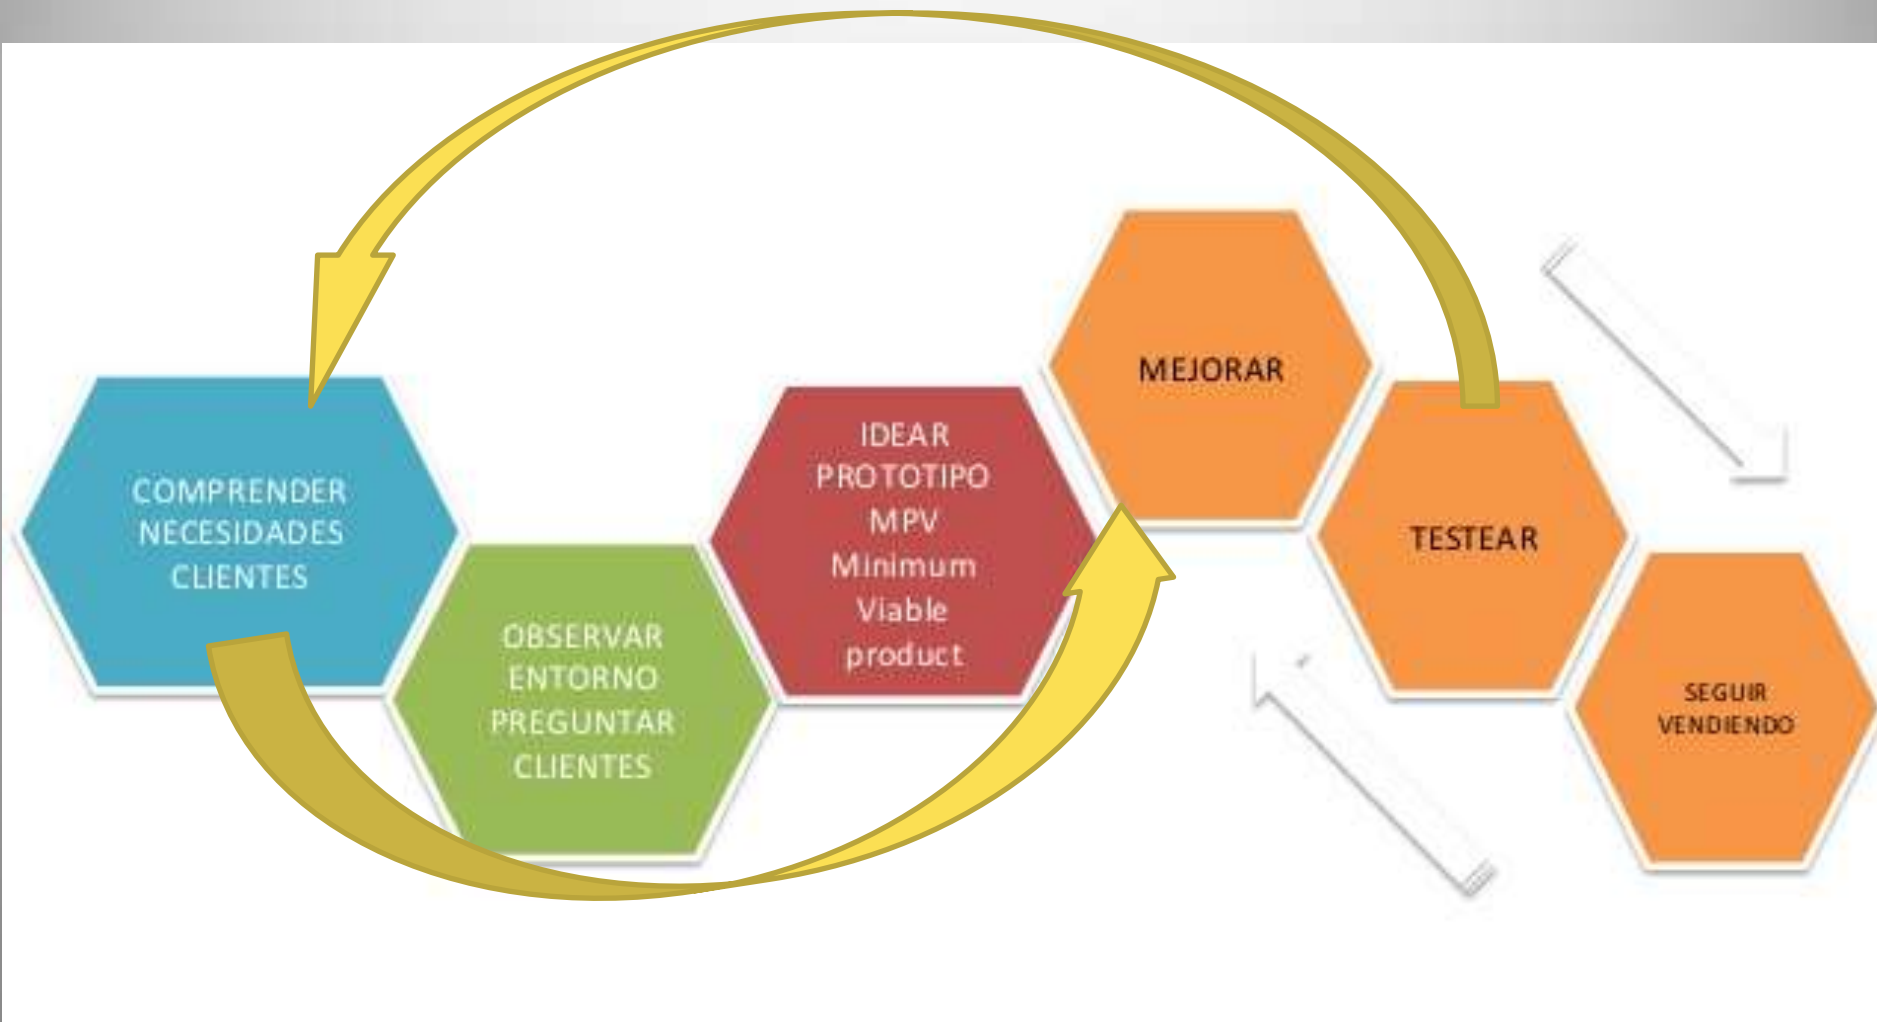 COMPRENDER
NECESIDADES
CLIENTES
OBSERVAR
ENTORNO
PREGUNTAR
CLIENTES
IDEAR
PROTOTIPO
MPV
Minimum
Viable
product
MEJORAR
TESTEAR
SEGUIR
VENDIENDO